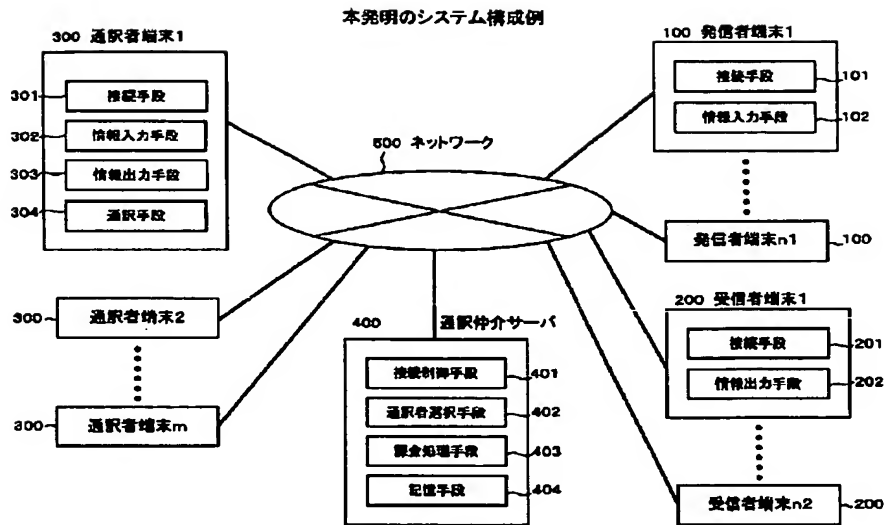 本発明のシステム構成例
300 通訳者端末1
301 接続手段
302 情報入力手段
303 情報出力手段
304 通訳手段
300 通訳者端末2
300 通訳者端末m
500 ネットワーク
400 通訳仲介サーバ
接続制御手段 401
通訳者選択手段 402
課金処理手段 403
記憶手段 404
100 発信者端末1
接続手段 101
情報入力手段 102
発信者端末n1 100
200 受信者端末1
接続手段 201
情報出力手段 202
受信者端末n2 200